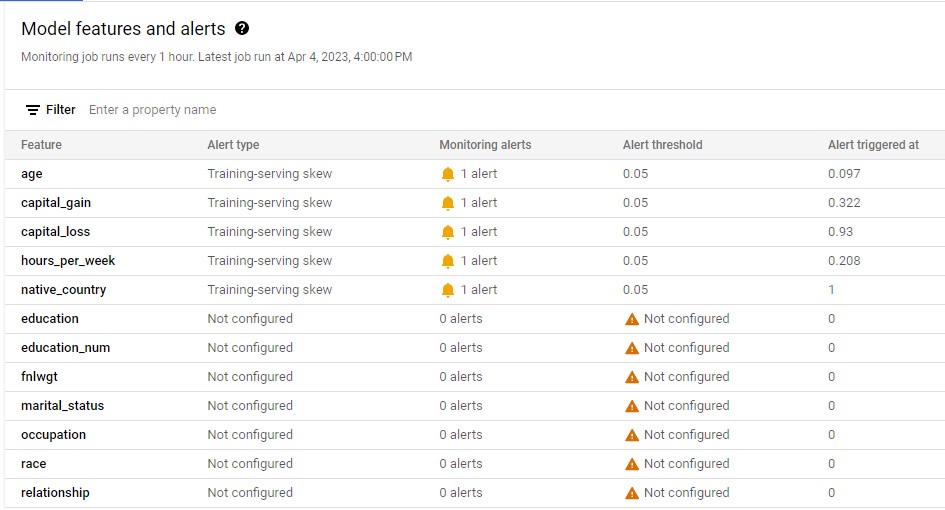 Model features and alerts ?
Monitoring job runs every 1 hour. Latest job run at Apr 4, 2023, 4:00:00 PM
Filter Enter a property name
Feature Alert type Monitoring alerts Alert threshold Alert triggered at
age Training-serving skew 1 alert 0.05 0.097
capital_gain Training-serving skew 1 alert 0.05 0.322
capital_loss Training-serving skew 1 alert 0.05 0.93
hours_per_week Training-serving skew 1 alert 0.05 0.208
native_country Training-serving skew 1 alert 0.05 1
education Not configured 0 alerts Not configured 0
education_num Not configured 0 alerts Not configured 0
fnlwgt Not configured 0 alerts Not configured 0
marital_status Not configured 0 alerts Not configured 0
occupation Not configured 0 alerts Not configured 0
race Not configured 0 alerts Not configured 0
relationship Not configured 0 alerts Not configured 0